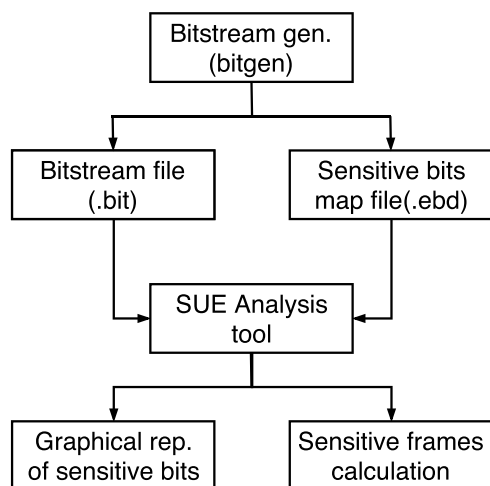 Bitstream gen.
(bitgen)
Bitstream file
(.bit)
Sensitive bits
map file(.ebd)
SUE Analysis
tool
Graphical rep.
of sensitive bits
Sensitive frames
calculation